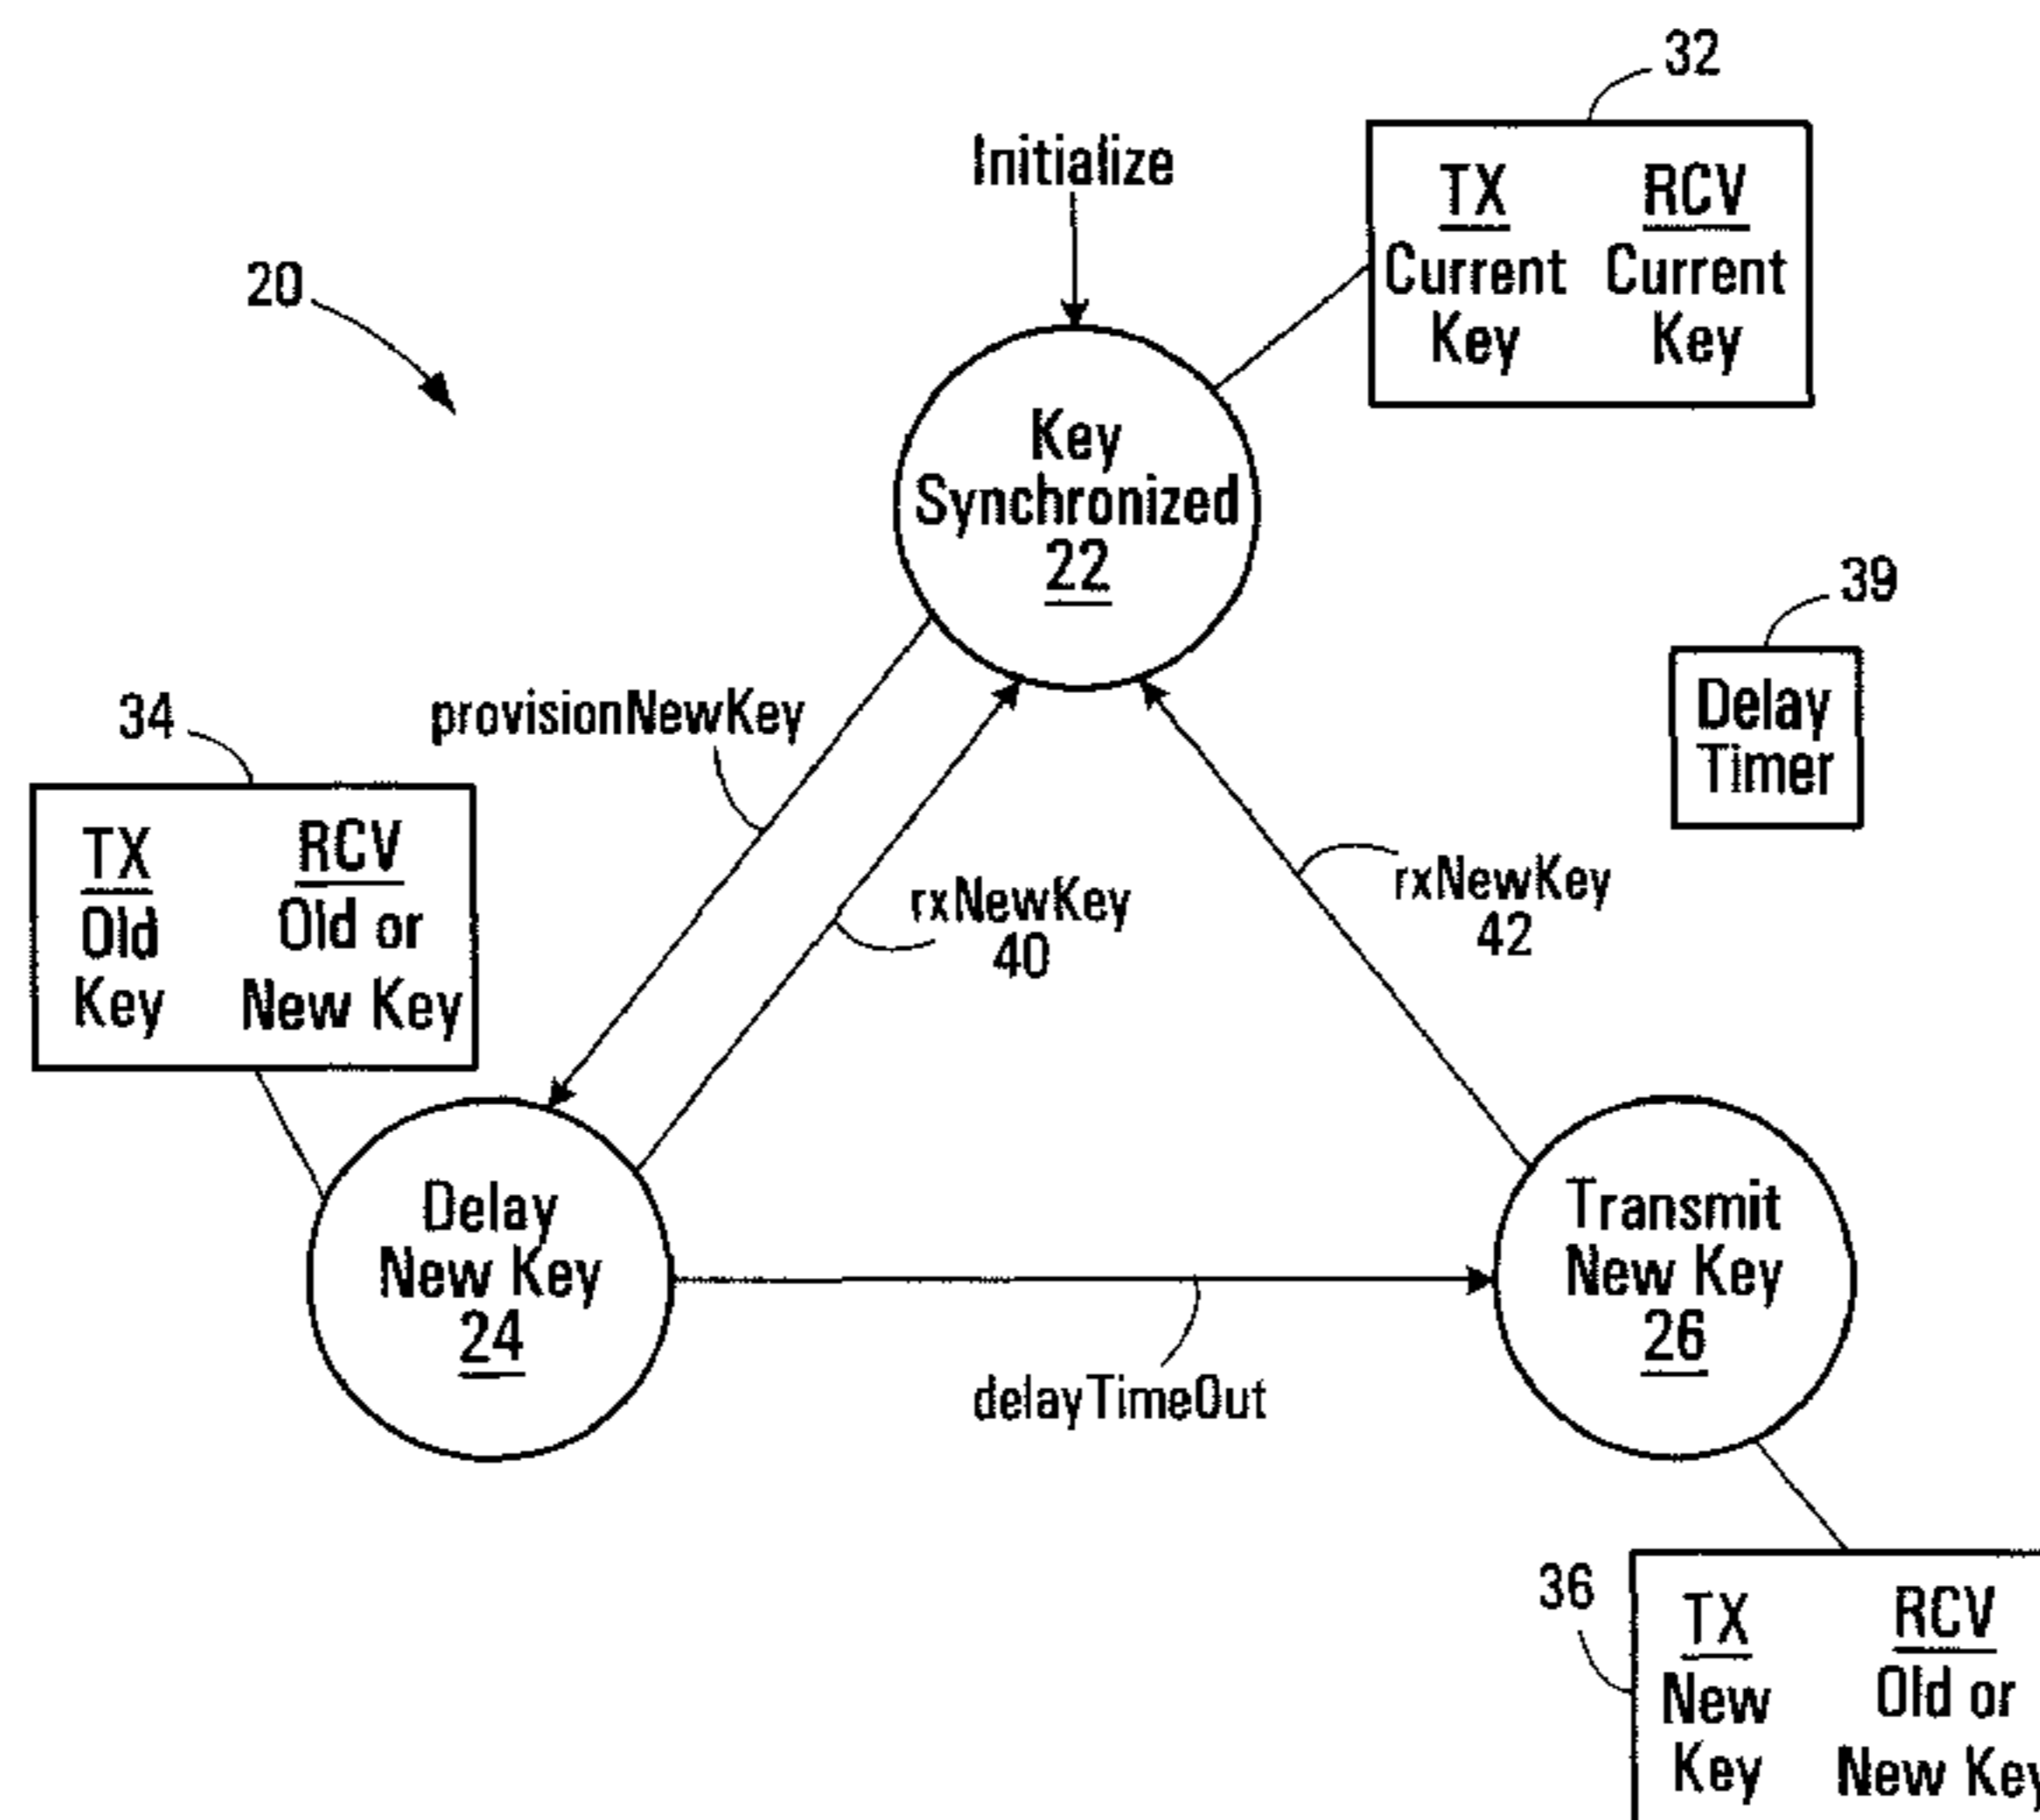 32
Initialize
TX RCV
Current Current
Key Key
20
Key
Synchronized
22
39
Delay
Timer
34
provisionNewKey
TX RCV
Old Old or
Key New Key
rxNewKey
40
rxNewKey
42
Delay
New Key
24
Transmit
New Key
26
delayTimeOut
36
TX RCV
New Old or
Key New Key